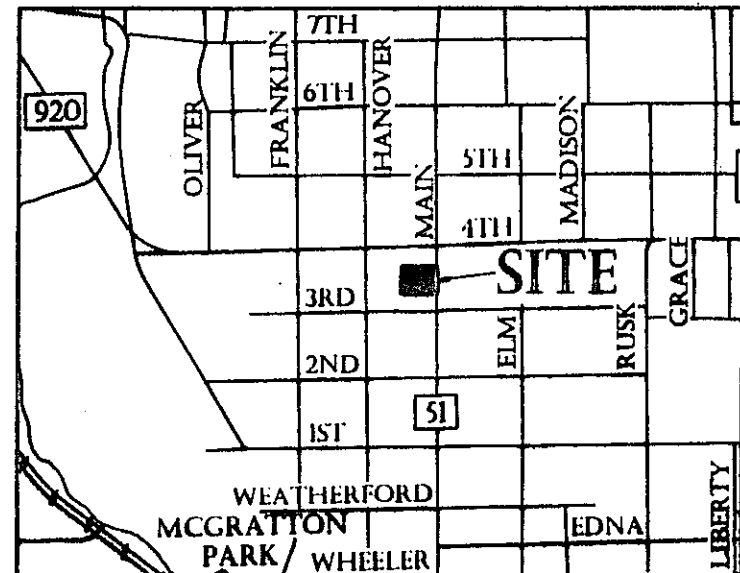 7TH
FRANKLIN
HANOVER
920
6TH
OLIVER
MADISON
5TH
MAIN
4TH
SITE
GRACE
3RD
ELM
RUSK
2ND
51
1ST
LIBERTY
WEATHERFORD
MCGRATTON
PARK
EDNA
WHEELER